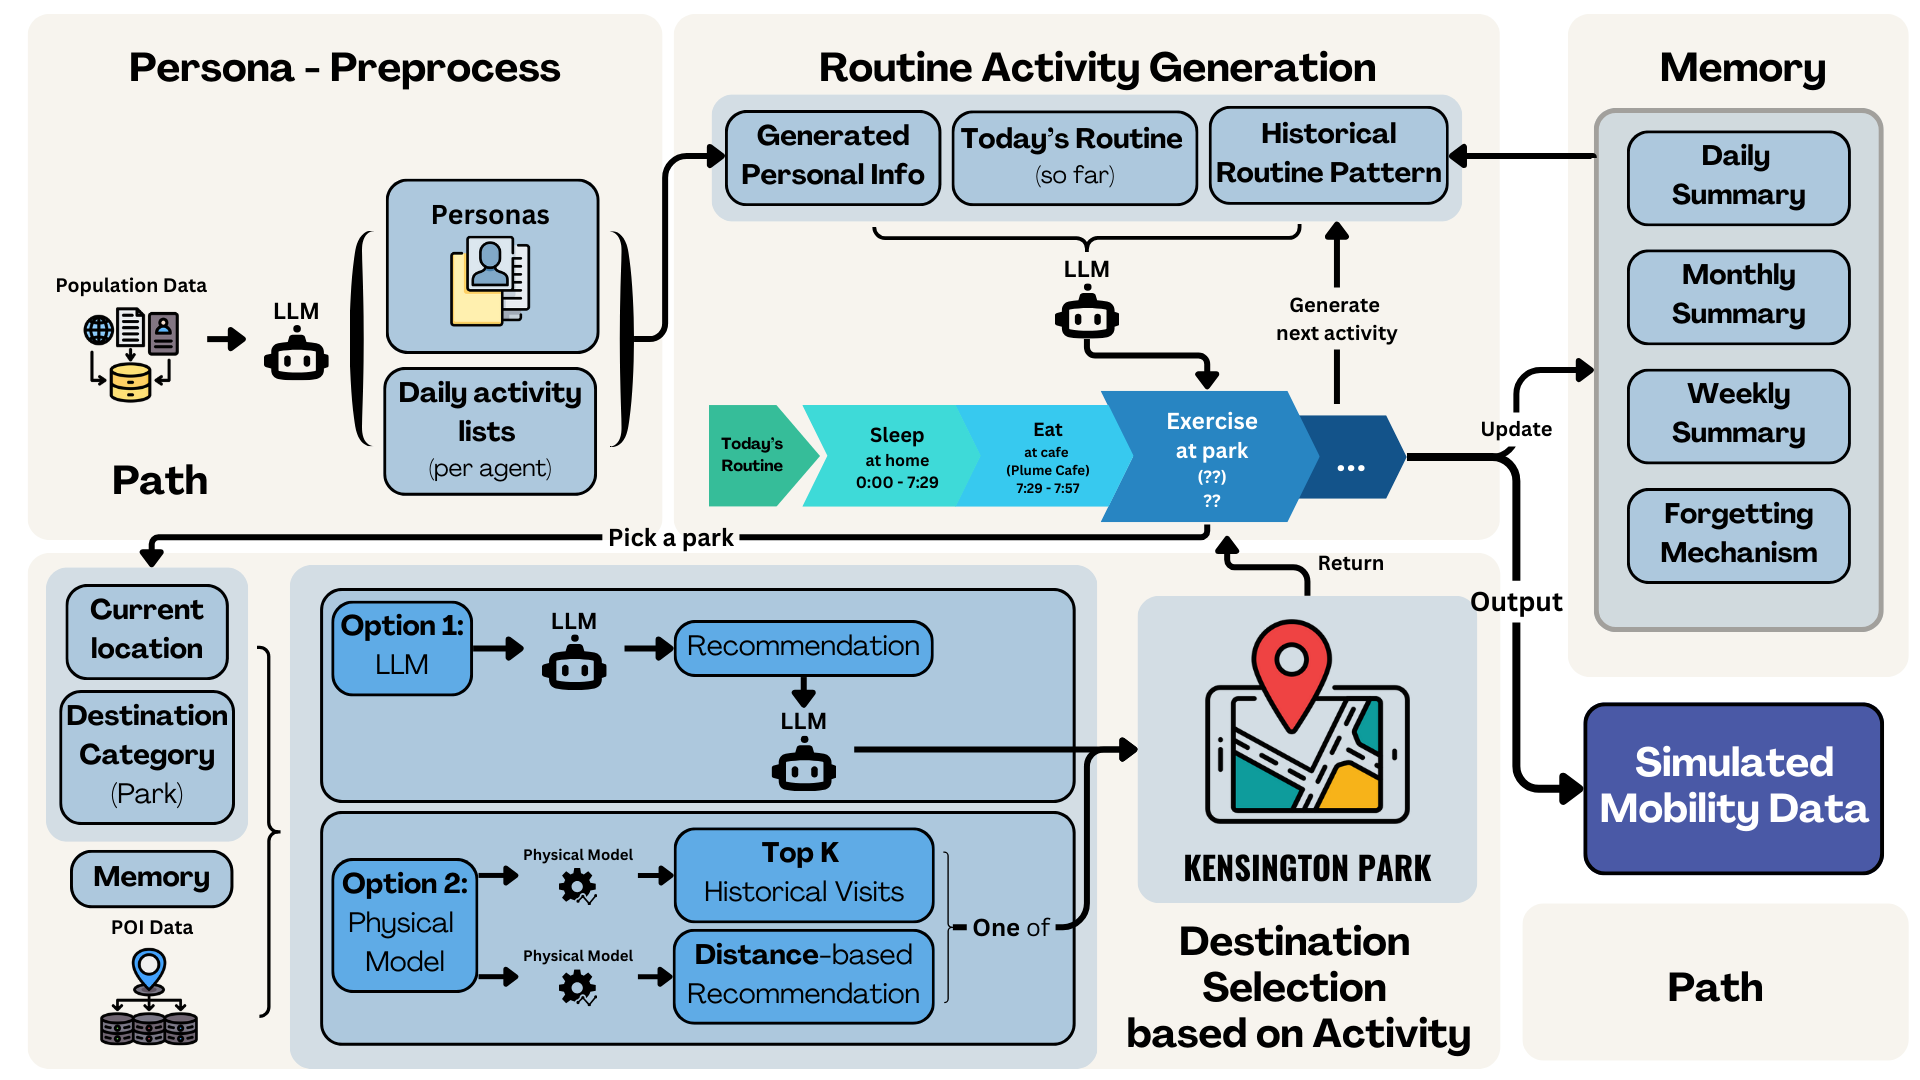 Persona - Preprocess
Population Data
LLM
Personas
Daily activity
lists
(per agent)
Path
Routine Activity Generation
Generated
Personal Info
Today's Routine
(so far)
Historical
Routine Pattern
LLM
Generate
next activity
Today's
Routine
Sleep
at home
0:00 - 7:29
Eat
at cafe
(Plume Cafe)
7:29 - 7:57
Exercise
at park
(??)
??
...
Update
Memory
Daily
Summary
Monthly
Summary
Weekly
Summary
Forgetting
Mechanism
Pick a park
Return
Output
Current
location
Destination
Category
(Park)
Memory
POI Data
Option 1:
LLM
LLM
Recommendation
LLM
Option 2:
Physical
Model
Physical Model
Top K
Historical Visits
Physical Model
Distance-based
Recommendation
One of
KENSINGTON PARK
Destination
Selection
based on Activity
Simulated
Mobility Data
Path